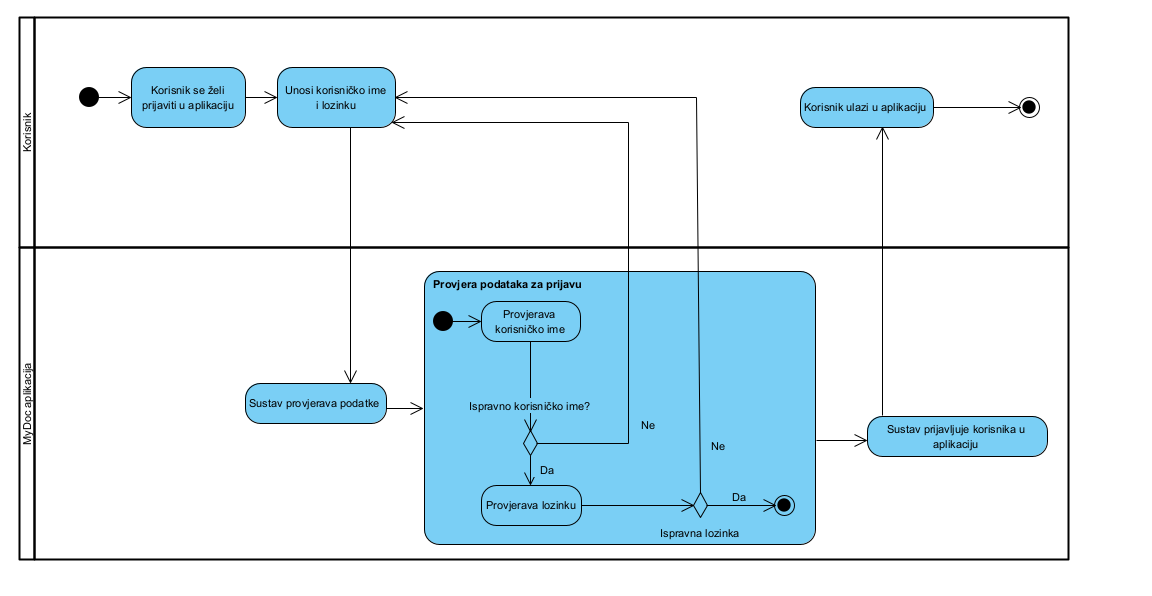 Korisnik
Korisnik se želi
prijaviti u aplikaciju
Unosi korisničko ime
i lozinku
Korisnik ulazi u aplikaciju
MyDoc aplikacija
Sustav provjerava podatke
Provjera podataka za prijavu
Provjerava
korisničko ime
Ispravno korisničko ime?
Ne
Da
Provjerava lozinku
Ne
Da
Ispravna lozinka
Sustav prijavljuje korisnika u
aplikaciju